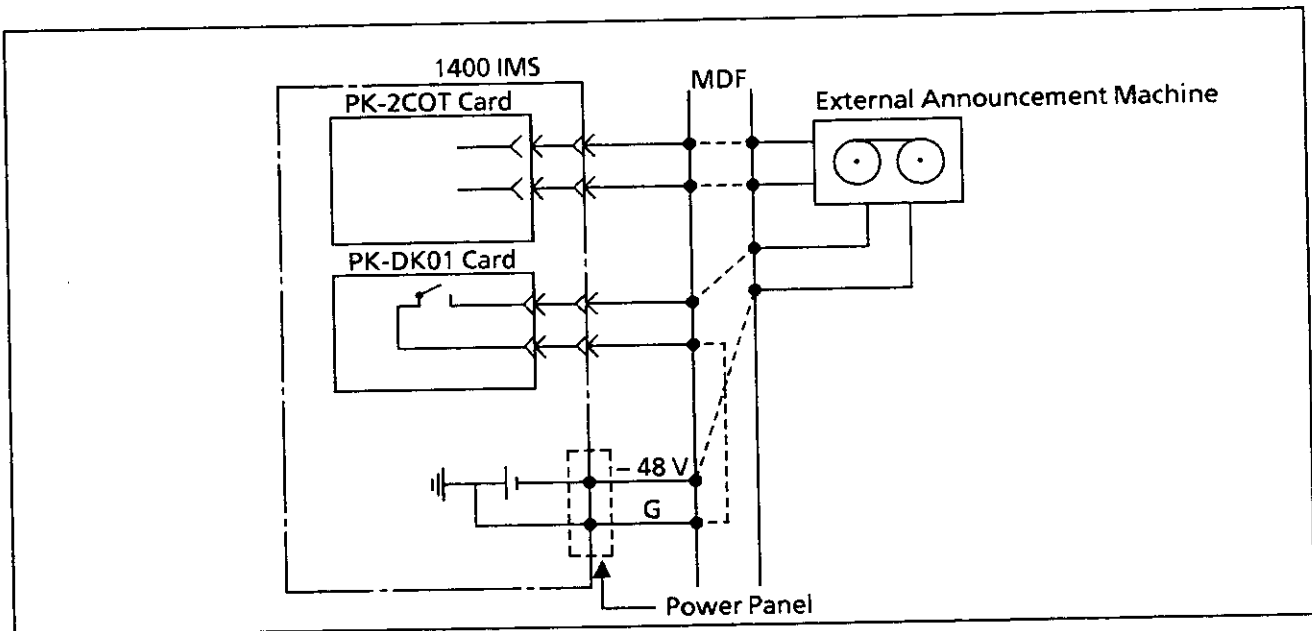 1400 IMS
MDF
PK-2COT Card
External Announcement Machine
PK-DK01 Card
– 48 V
G
Power Panel